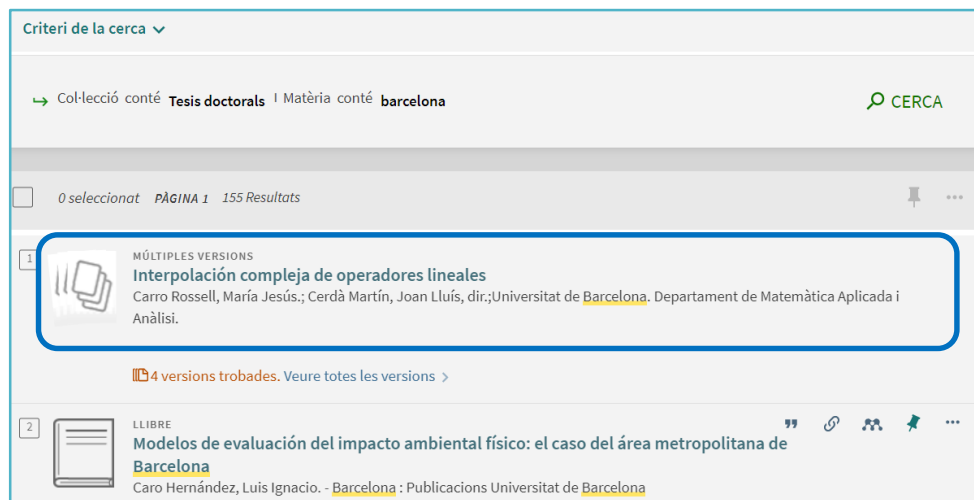 Criteri de la cerca
Col·lecció conté Tesis doctorals | Matèria conté barcelona
CERCA
0 seleccionat PÀGINA 1 155 Resultats
1
MÚLTIPLES VERSIONS
Interpolación compleja de operadores lineales
Carro Rossell, María Jesús.; Cerdà Martín, Joan Lluís, dir.;Universitat de Barcelona. Departament de Matemàtica Aplicada i
Anàlisi.
4 versions trobades. Veure totes les versions
2
LLIBRE
Modelos de evaluación del impacto ambiental físico: el caso del área metropolitana de
Barcelona
Caro Hernández, Luis Ignacio. - Barcelona : Publicacions Universitat de Barcelona